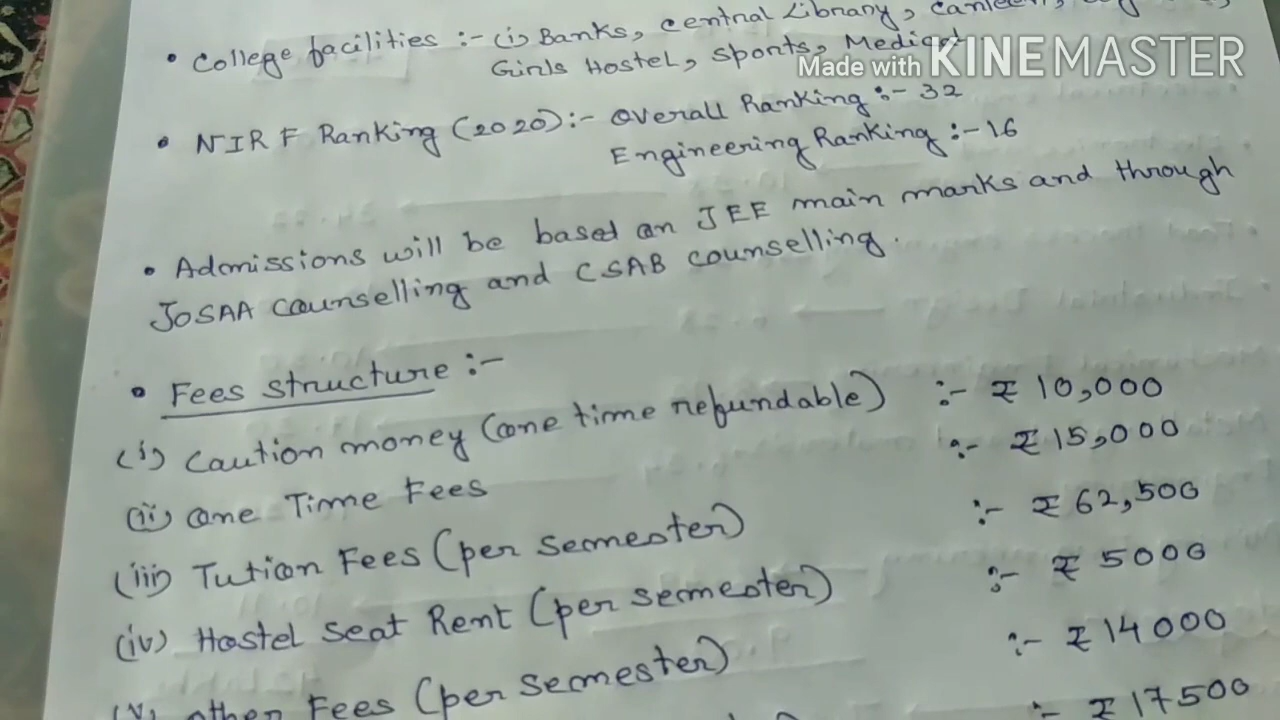 • College facilities :- (i) Banks, Central Library, Canteen,
Girls Hostel, Sports, Medical
Made with KINEMASTER
• NIRF Ranking (2020):- Overall Ranking :- 32
Engineering Ranking :- 16
• Admissions will be based on JEE main marks and through
JoSAA counselling and CSAB counselling.
• Fees structure :-
(i) Caution money (one time refundable) :- ₹ 10,000
(ii) One Time Fees :- ₹ 15,000
(iii) Tution Fees (per semester) :- ₹ 62,500
(iv) Hostel Seat Rent (per semester) :- ₹ 5000
(v) other Fees (per semester) :- ₹ 14000
:- ₹ 17500